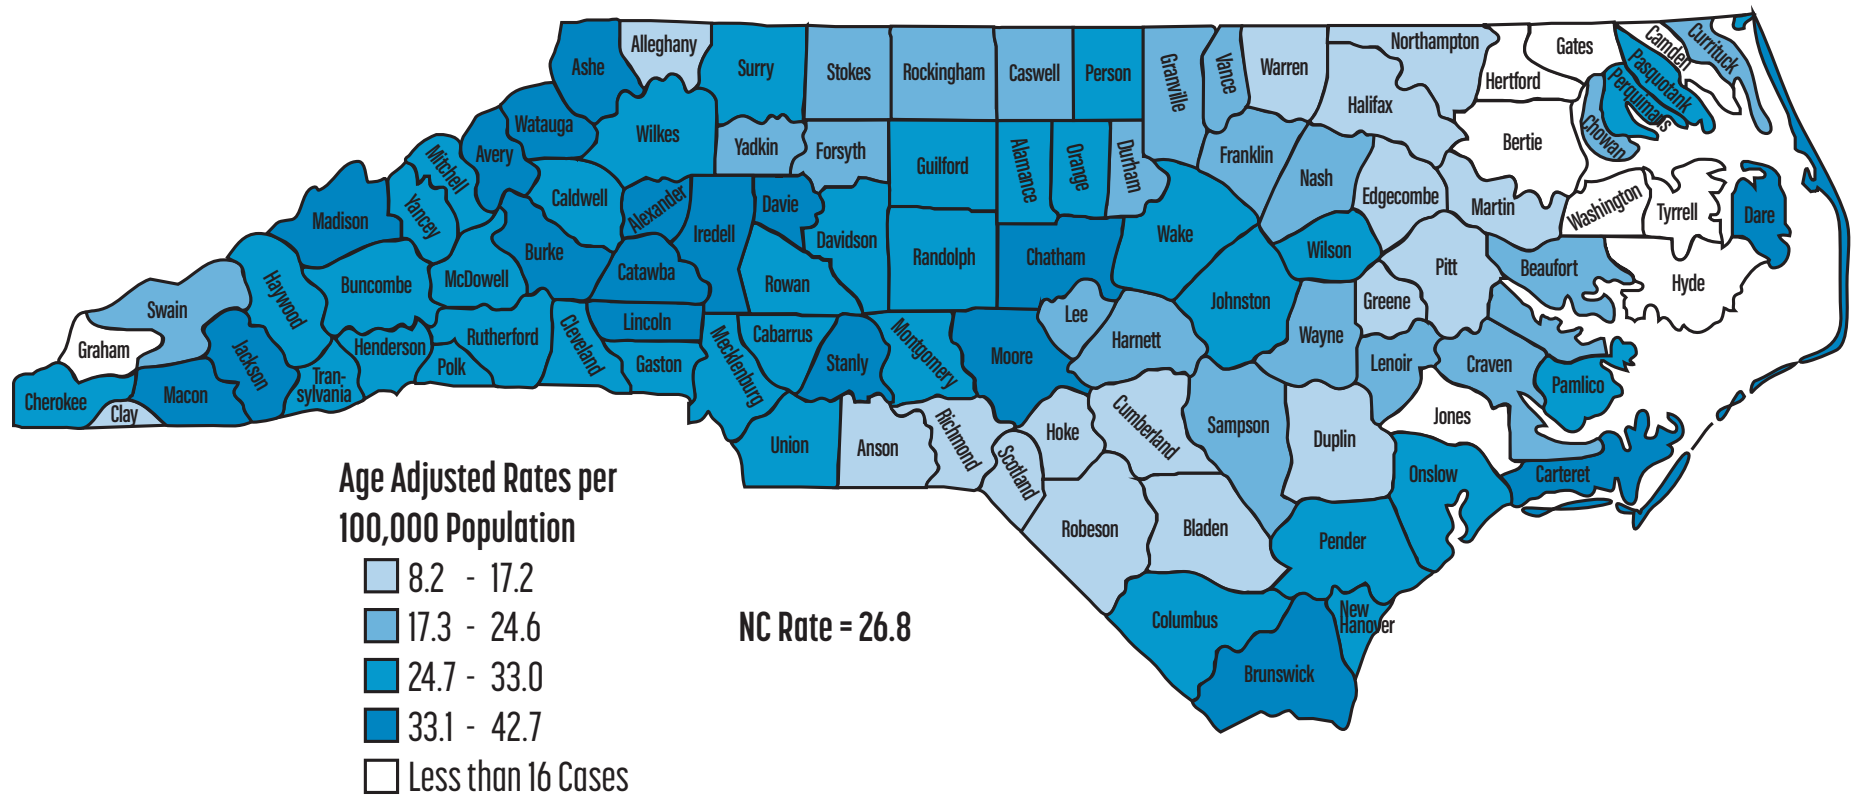 Alleghany
Ashe
Surry
Stokes
Rockingham
Caswell
Person
Granville
Vance
Warren
Northampton
Gates
Hertford
Camden
Currituck
Pasquotank
Perquimans
Chowan
Halifax
Bertie
Watauga
Wilkes
Yadkin
Forsyth
Guilford
Alamance
Orange
Durham
Franklin
Nash
Edgecombe
Martin
Washington
Tyrrell
Dare
Mitchell
Avery
Yancey
Caldwell
Alexander
Iredell
Davie
Davidson
Randolph
Chatham
Wake
Wilson
Pitt
Beaufort
Hyde
Madison
Buncombe
McDowell
Burke
Catawba
Rowan
Johnston
Greene
Haywood
Swain
Graham
Jackson
Henderson
Rutherford
Cleveland
Lincoln
Gaston
Mecklenburg
Cabarrus
Stanly
Montgomery
Moore
Lee
Harnett
Wayne
Lenoir
Craven
Pamlico
Cherokee
Clay
Macon
Tran-
sylvania
Polk
Union
Anson
Richmond
Scotland
Hoke
Cumberland
Sampson
Duplin
Jones
Onslow
Carteret
Robeson
Bladen
Pender
Columbus
Brunswick
New
Hanover
Age Adjusted Rates per
100,000 Population
8.2 - 17.2
17.3 - 24.6
24.7 - 33.0
33.1 - 42.7
Less than 16 Cases
NC Rate = 26.8